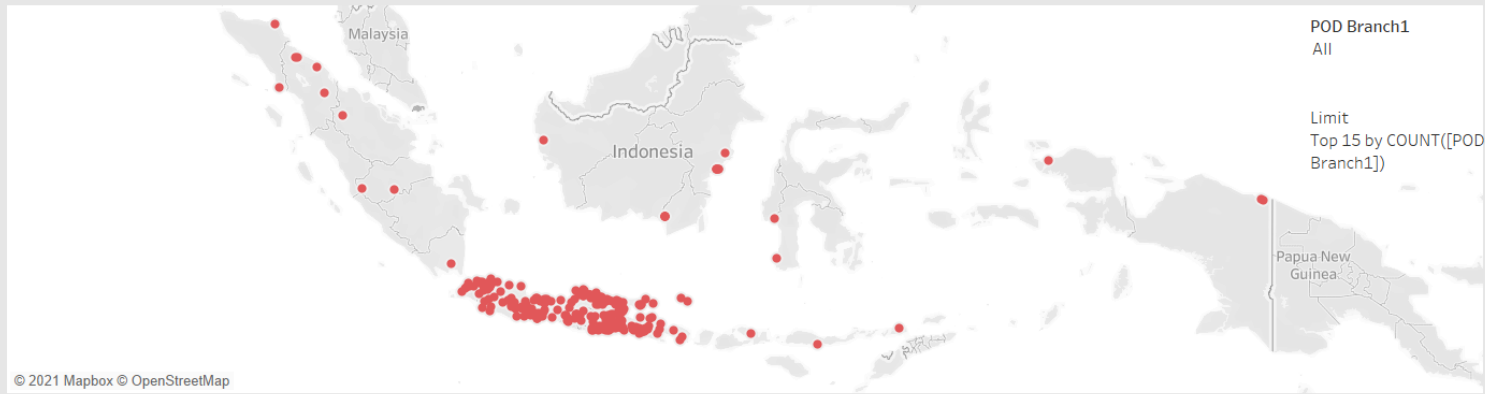 Malaysia
Indonesia
Papua New
Guinea
POD Branch1
All
Limit
Top 15 by COUNT([POD
Branch1])
© 2021 Mapbox © OpenStreetMap